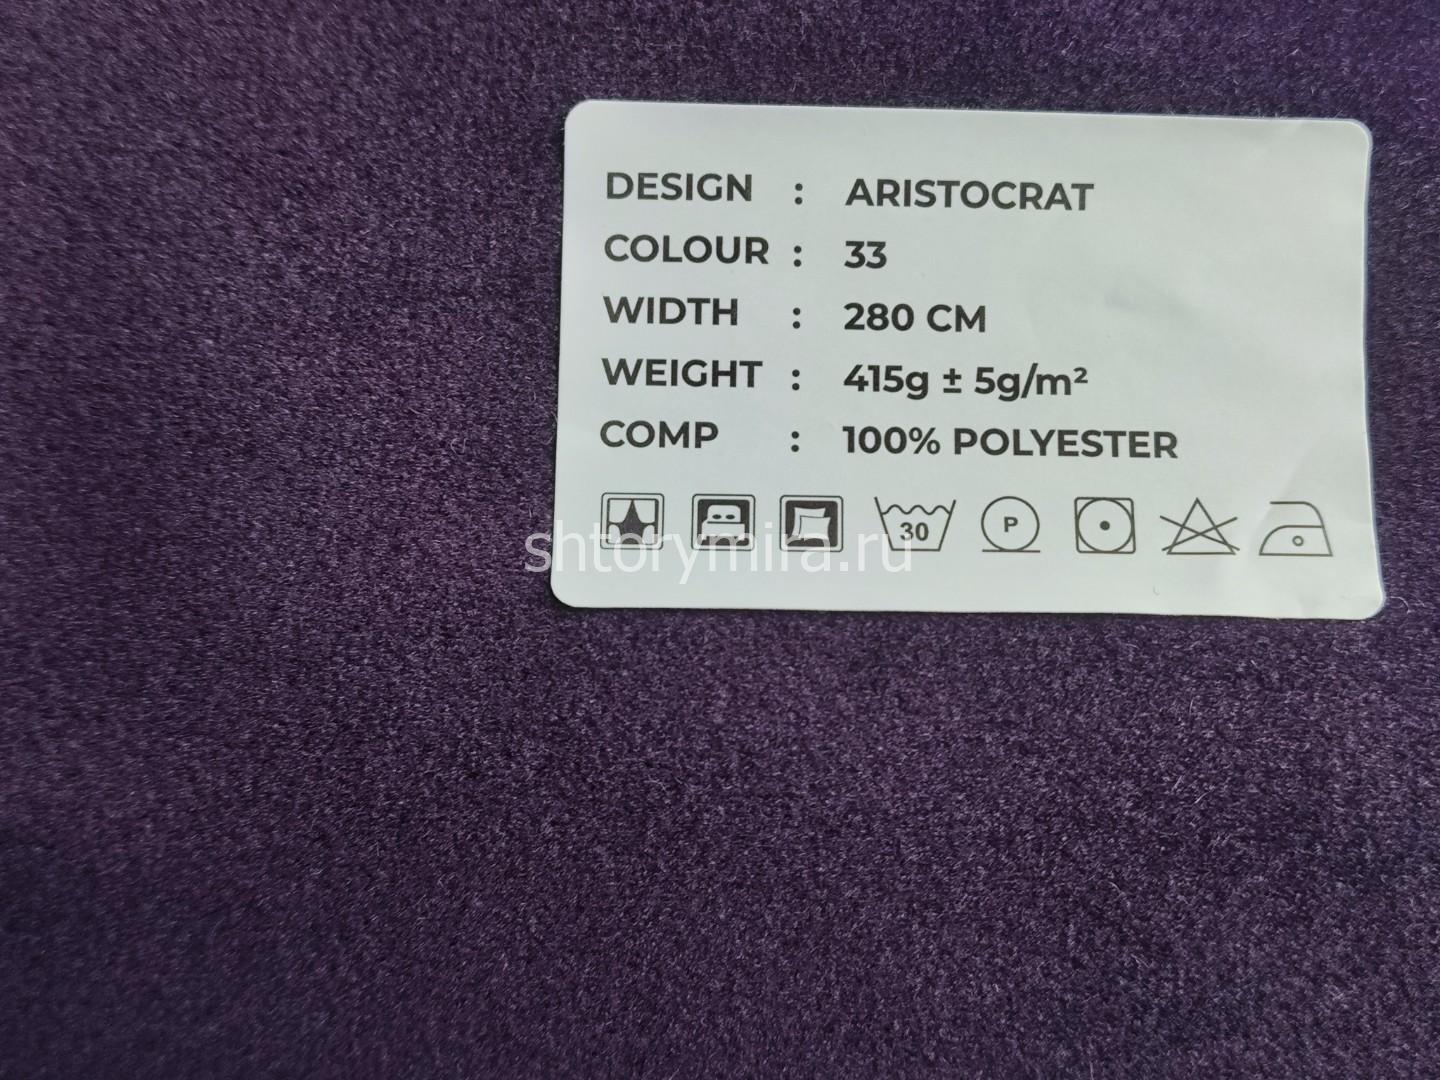 DESIGN : ARISTOCRAT
COLOUR : 33
WIDTH : 280 CM
WEIGHT : 415g ± 5g/m²
COMP : 100% POLYESTER
30 P
shtorymira.ru